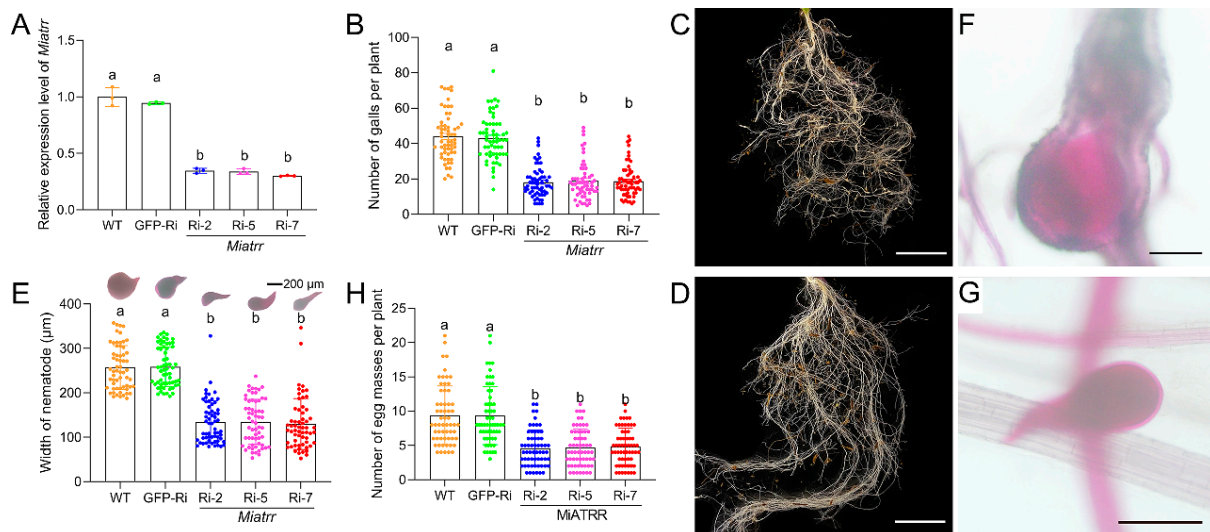 A
Relative expression level of Miatrr
1.5
1.0
0.5
0.0
a
a
b
b
b
WT
GFP-Ri
Ri-2
Ri-5
Ri-7
Miatrr
B
Number of galls per plant
100
80
60
40
20
0
a
a
b
b
b
WT
GFP-Ri
Ri-2
Ri-5
Ri-7
Miatrr
C
F
E
Width of nematode (μm)
400
300
200
100
0
200 μm
a
a
b
b
b
WT
GFP-Ri
Ri-2
Ri-5
Ri-7
Miatrr
H
Number of egg masses per plant
25
20
15
10
5
0
a
a
b
b
b
WT
GFP-Ri
Ri-2
Ri-5
Ri-7
MiATRR
D
G